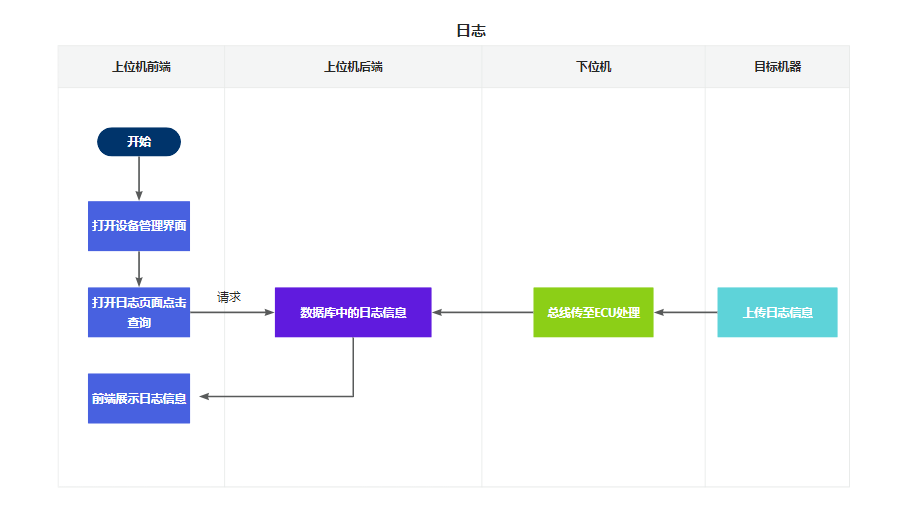 日志
上位机前端
上位机后端
下位机
目标机器
开始
打开设备管理界面
打开日志页面点击
查询
请求
数据库中的日志信息
总线传至ECU处理
上传日志信息
前端展示日志信息